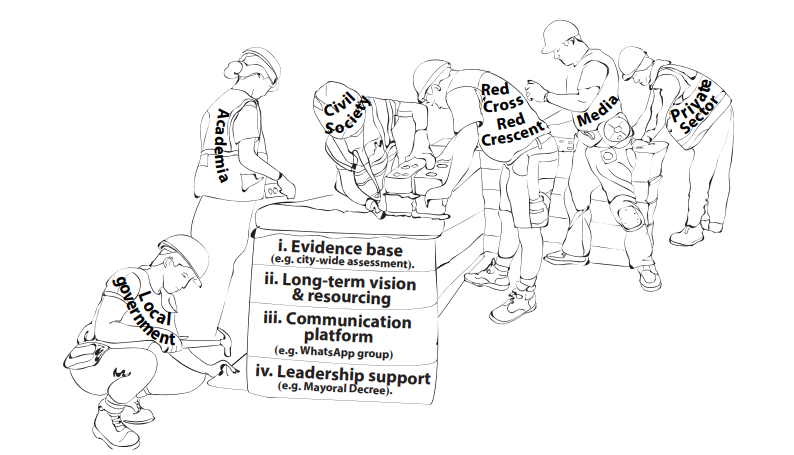 Academia
Civil
Society
Red
Cross
Red
Crescent
Media
Private
Sector
Local
government
i. Evidence base
(e.g. city-wide assessment).
ii. Long-term vision
& resourcing
iii. Communication
platform
(e.g. WhatsApp group)
iv. Leadership support
(e.g. Mayoral Decree).